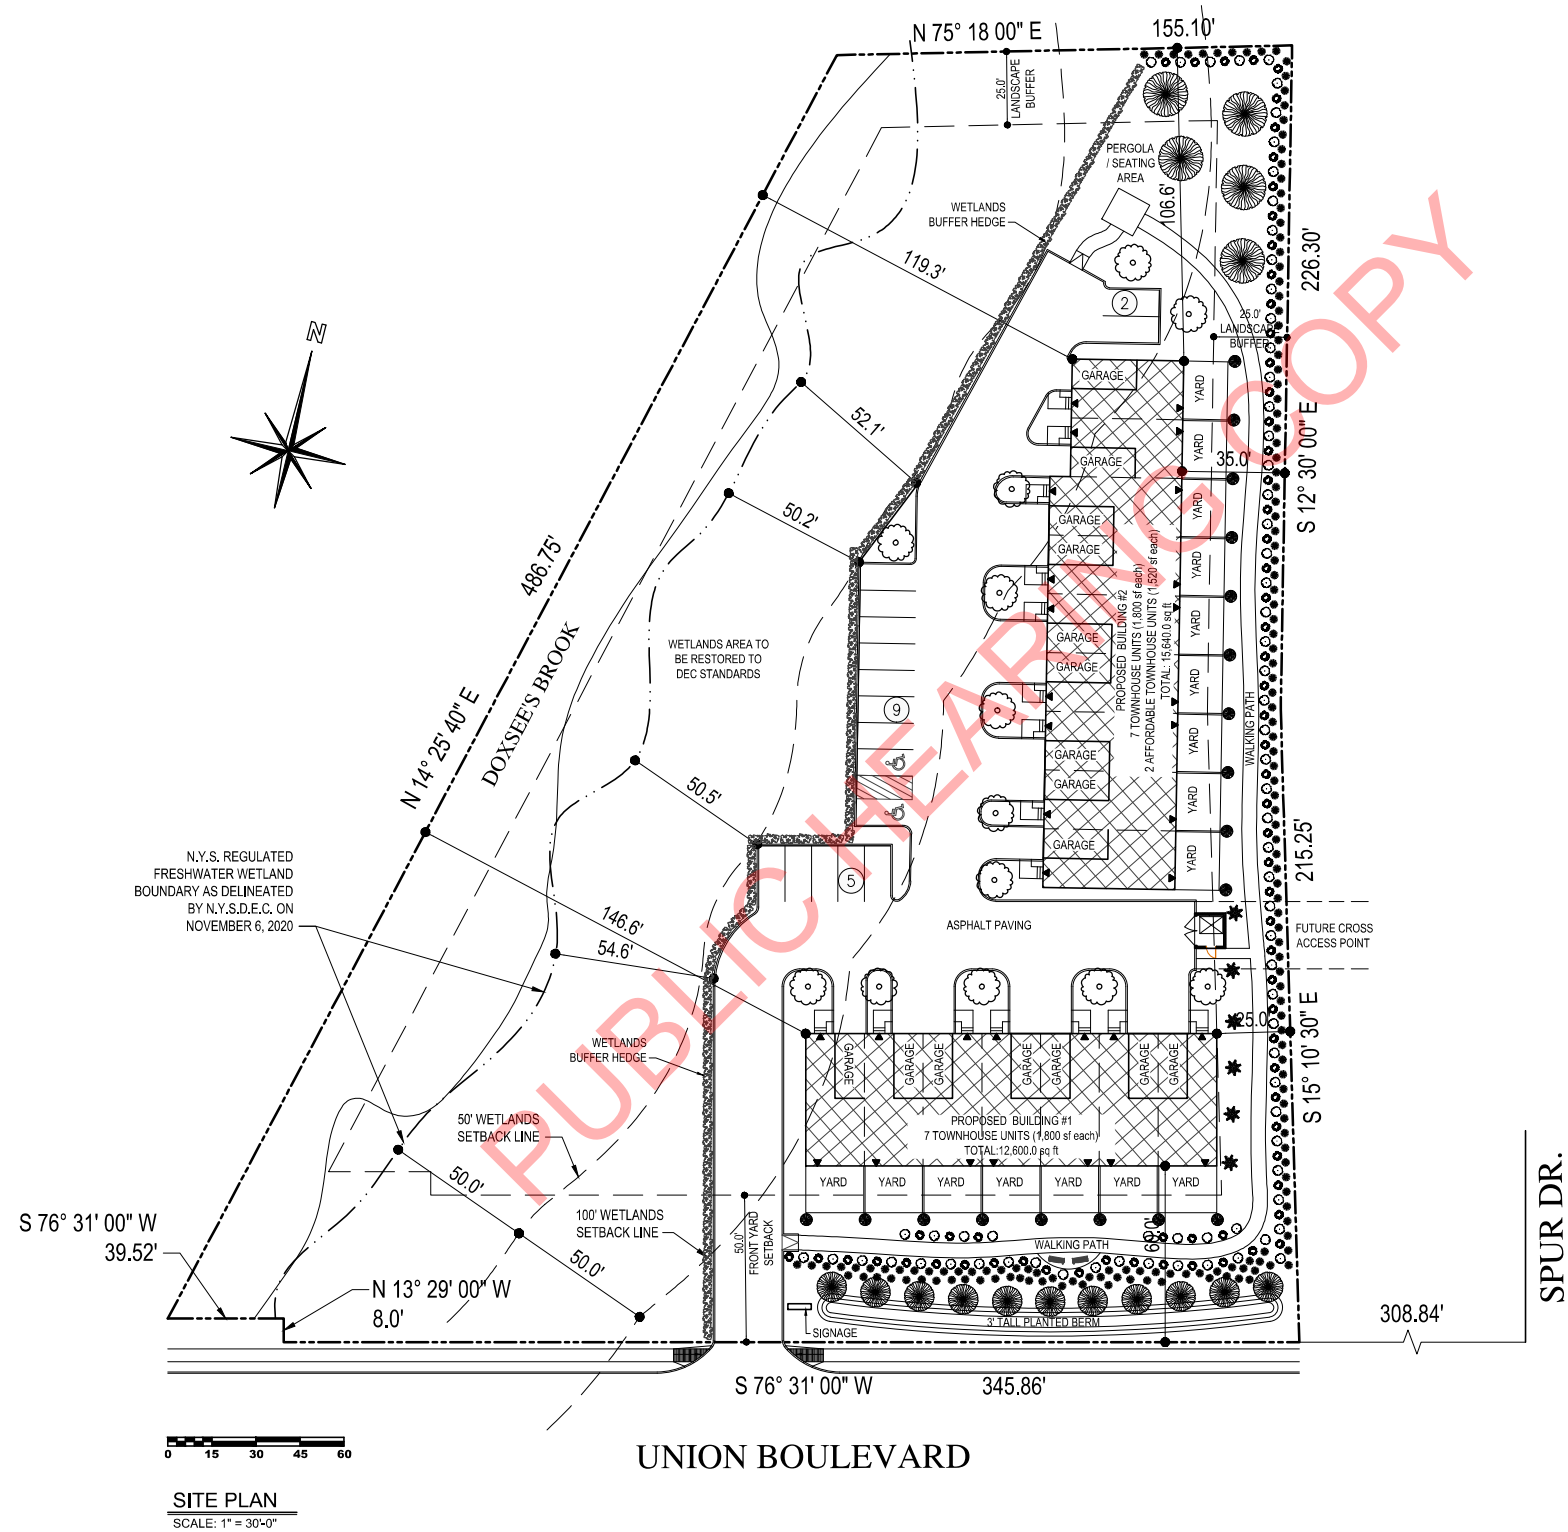 N 75° 18 00" E
155.10'
25.0'
LANDSCAPE
BUFFER
PERGOLA
/ SEATING
AREA
106.6'
WETLANDS
BUFFER HEDGE
226.30'
119.3'
2
25.0'
LANDSCAPE
BUFFER
N
GARAGE
YARD
52.1'
S 12° 30' 00" E
YARD
GARAGE
35.0'
50.2'
YARD
GARAGE
GARAGE
YARD
486.75'
PROPOSED BUILDING #2
7 TOWNHOUSE UNITS (1,800 sf each)
2 AFFORDABLE TOWNHOUSE UNITS (1,520 sf each)
TOTAL: 15,640.0 sq ft
YARD
GARAGE
GARAGE
YARD
WETLANDS AREA TO
BE RESTORED TO
DEC STANDARDS
DOXSEE'S BROOK
N 14° 25' 40" E
9
YARD
WALKING PATH
GARAGE
GARAGE
YARD
50.5'
215.25'
GARAGE
YARD
N.Y.S. REGULATED
FRESHWATER WETLAND
BOUNDARY AS DELINEATED
BY N.Y.S.D.E.C. ON
NOVEMBER 6, 2020
5
146.6'
54.6'
ASPHALT PAVING
FUTURE CROSS
ACCESS POINT
25.0'
S 15° 10' 30" E
WETLANDS
BUFFER HEDGE
GARAGE
GARAGE
GARAGE
GARAGE
GARAGE
GARAGE
GARAGE
50' WETLANDS
SETBACK LINE
PROPOSED BUILDING #1
7 TOWNHOUSE UNITS (1,800 sf each)
TOTAL:12,600.0 sq ft
50.0'
YARD
YARD
YARD
YARD
YARD
YARD
YARD
100' WETLANDS
SETBACK LINE
50.0'
FRONT YARD
SETBACK
WALKING PATH
S 76° 31' 00" W
39.52'
50.0'
N 13° 29' 00" W
8.0'
SIGNAGE
3' TALL PLANTED BERM
308.84'
SPUR DR.
S 76° 31' 00" W
345.86'
UNION BOULEVARD
0 15 30 45 60
SITE PLAN
SCALE: 1" = 30'-0"
PUBLIC HEARING COPY